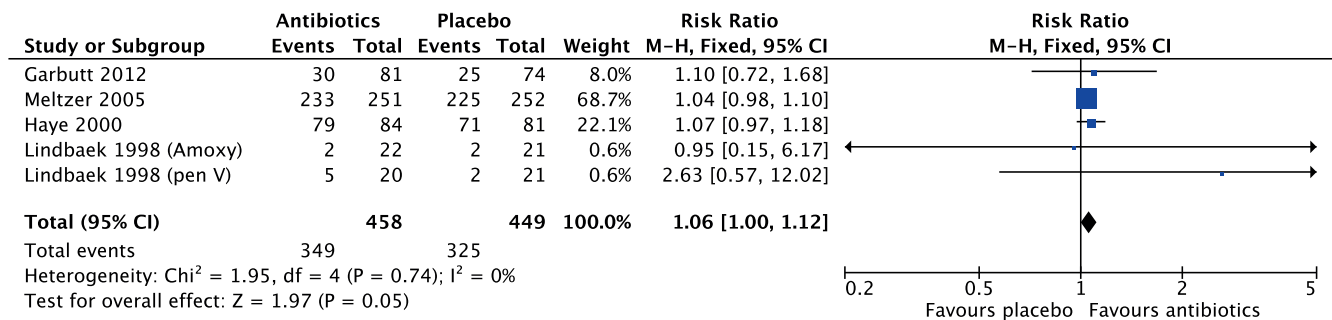 Antibiotics Placebo Risk Ratio Risk Ratio
Study or Subgroup Events Total Events Total Weight M-H, Fixed, 95% CI M-H, Fixed, 95% CI
Garbutt 2012 30 81 25 74 8.0% 1.10 [0.72, 1.68]
Meltzer 2005 233 251 225 252 68.7% 1.04 [0.98, 1.10]
Haye 2000 79 84 71 81 22.1% 1.07 [0.97, 1.18]
Lindbaek 1998 (Amoxy) 2 22 2 21 0.6% 0.95 [0.15, 6.17]
Lindbaek 1998 (pen V) 5 20 2 21 0.6% 2.63 [0.57, 12.02]
Total (95% CI) 458 449 100.0% 1.06 [1.00, 1.12]
Total events 349 325
Heterogeneity: Chi² = 1.95, df = 4 (P = 0.74); I² = 0%
Test for overall effect: Z = 1.97 (P = 0.05)
0.2 0.5 1 2 5
Favours placebo Favours antibiotics